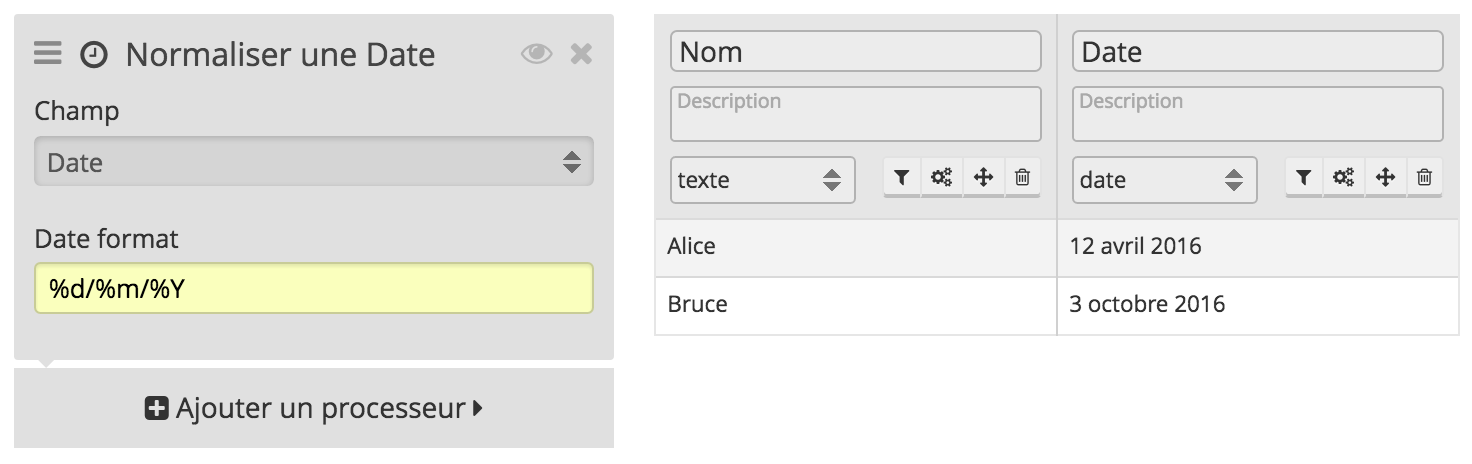 Normaliser une Date
Champ
Date
Date format
%d/%m/%Y
Ajouter un processeur
Nom
Date
Description
Description
texte
date
Alice
12 avril 2016
Bruce
3 octobre 2016